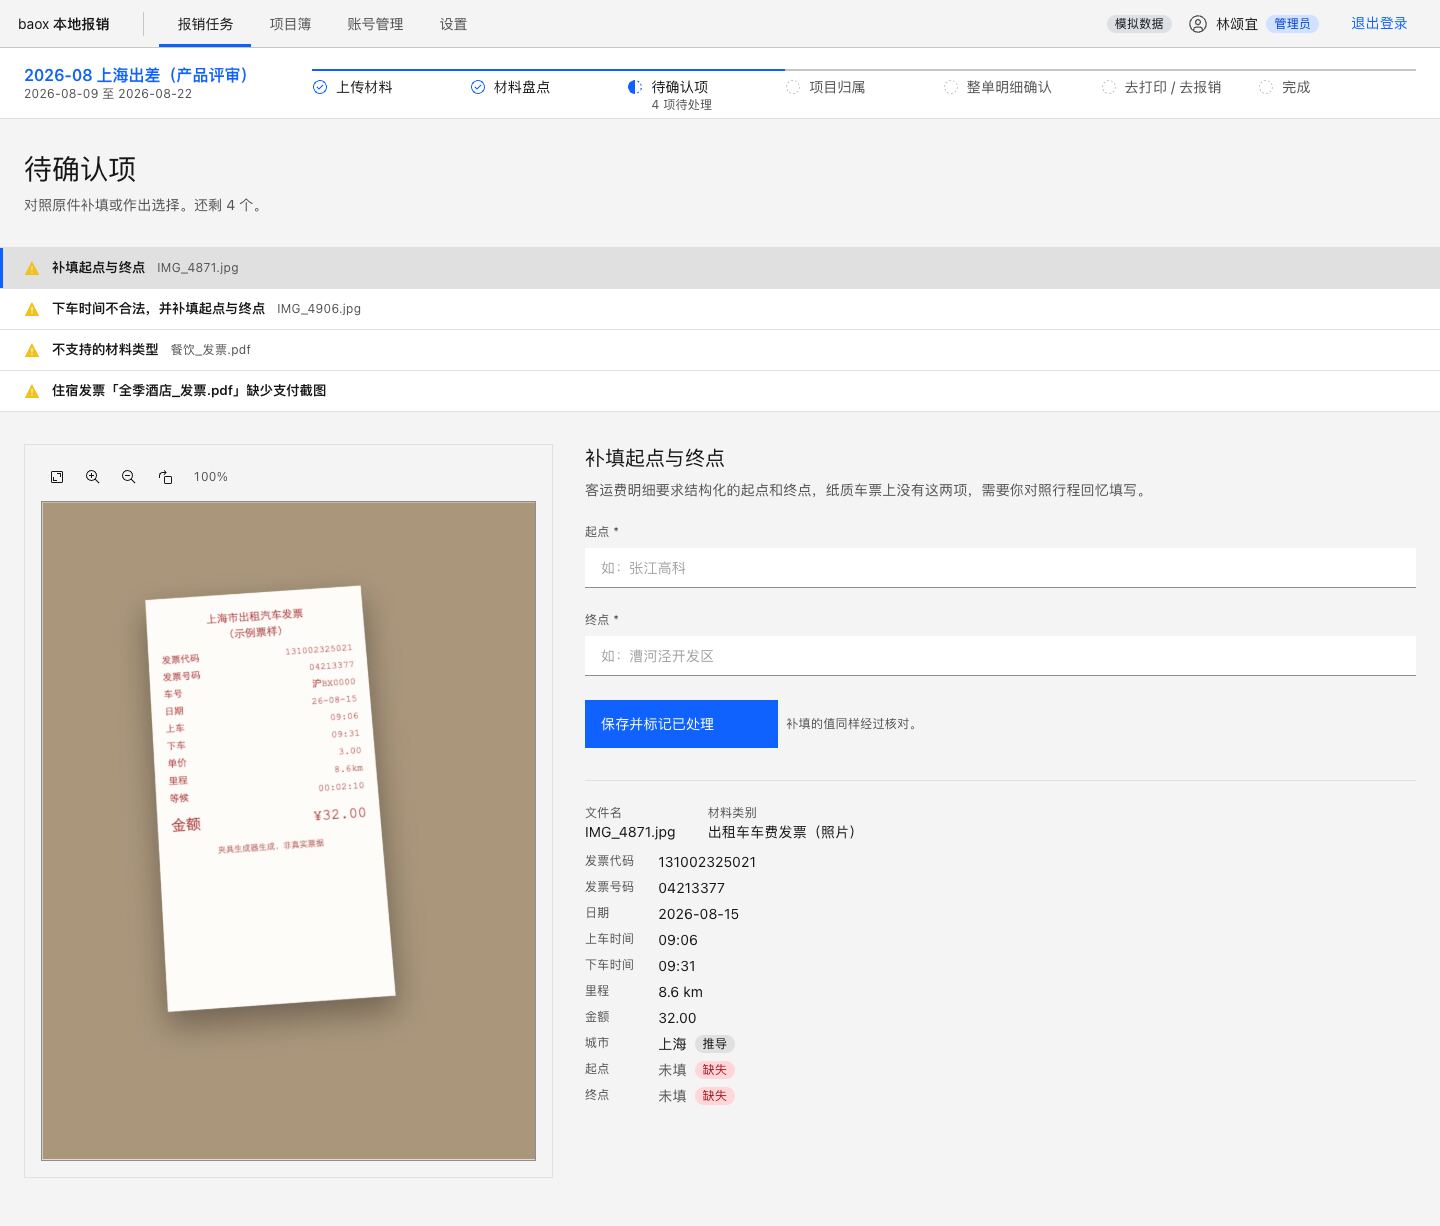 baox 本地报销
报销任务
项目簿
账号管理
设置
模拟数据
林颂宜
管理员
退出登录
2026-08 上海出差（产品评审）
2026-08-09 至 2026-08-22
上传材料
材料盘点
待确认项
4 项待处理
项目归属
整单明细确认
去打印 / 去报销
完成
待确认项
对照原件补填或作出选择。还剩 4 个。
补填起点与终点 IMG_4871.jpg
下车时间不合法，并补填起点与终点 IMG_4906.jpg
不支持的材料类型 餐饮_发票.pdf
住宿发票「全季酒店_发票.pdf」缺少支付截图
100%
上海市出租汽车发票
（示例票样）
发票代码 131002325021
发票号码 04213377
车号 沪BX0000
日期 26-08-15
上车 09:06
下车 09:31
单价 3.00
里程 8.6km
等候 00:02:10
金额 ¥32.00
夹具生成器生成，非真实票据
补填起点与终点
客运费明细要求结构化的起点和终点，纸质车票上没有这两项，需要你对照行程回忆填写。
起点 *
如：张江高科
终点 *
如：漕河泾开发区
保存并标记已处理
补填的值同样经过核对。
文件名 材料类别
IMG_4871.jpg 出租车车费发票（照片）
发票代码 131002325021
发票号码 04213377
日期 2026-08-15
上车时间 09:06
下车时间 09:31
里程 8.6 km
金额 32.00
城市 上海 推导
起点 未填 缺失
终点 未填 缺失